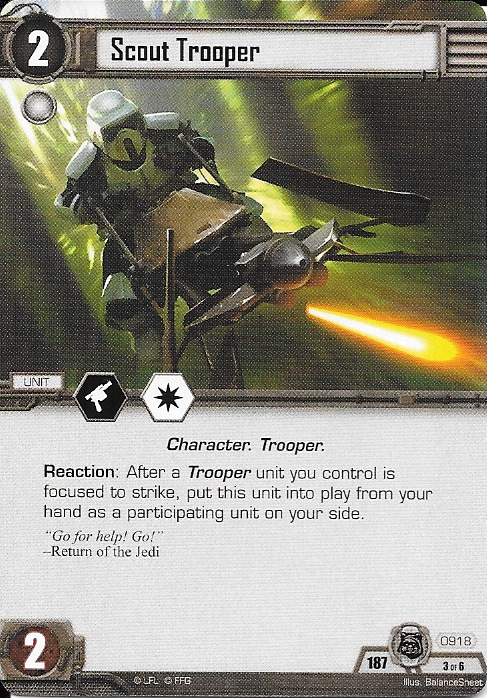 2
Scout Trooper
UNIT
Character. Trooper.
Reaction: After a Trooper unit you control is
focused to strike, put this unit into play from your
hand as a participating unit on your side.
“Go for help! Go!”
–Return of the Jedi
2
0918
187
3 OF 6
© LFL © FFG
Illus. BalanceSheet